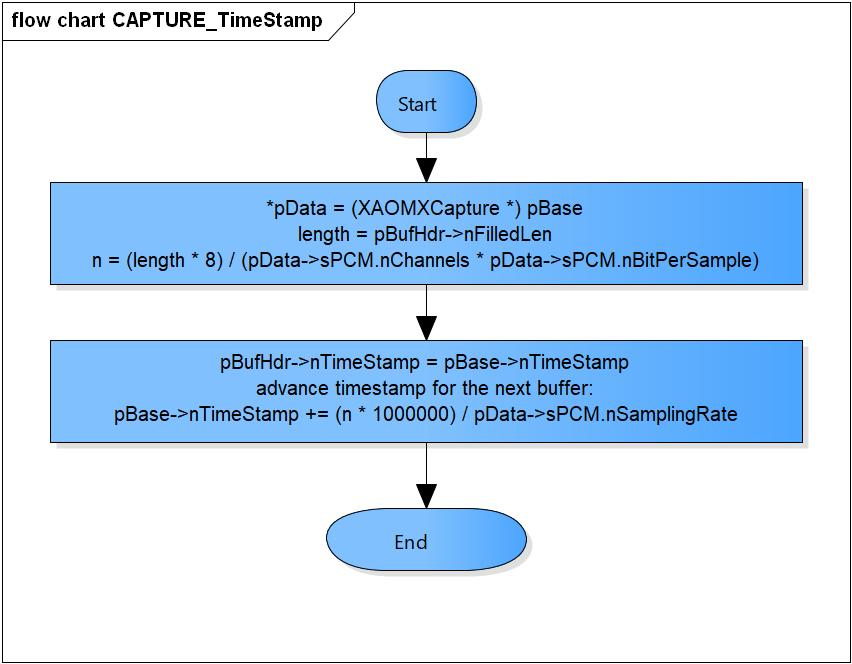 flow chart CAPTURE_TimeStamp
Start
*pData = (XAOMXCapture *) pBase
length = pBufHdr->nFilledLen
n = (length * 8) / (pData->sPCM.nChannels * pData->sPCM.nBitPerSample)
pBufHdr->nTimeStamp = pBase->nTimeStamp
advance timestamp for the next buffer:
pBase->nTimeStamp += (n * 1000000) / pData->sPCM.nSamplingRate
End